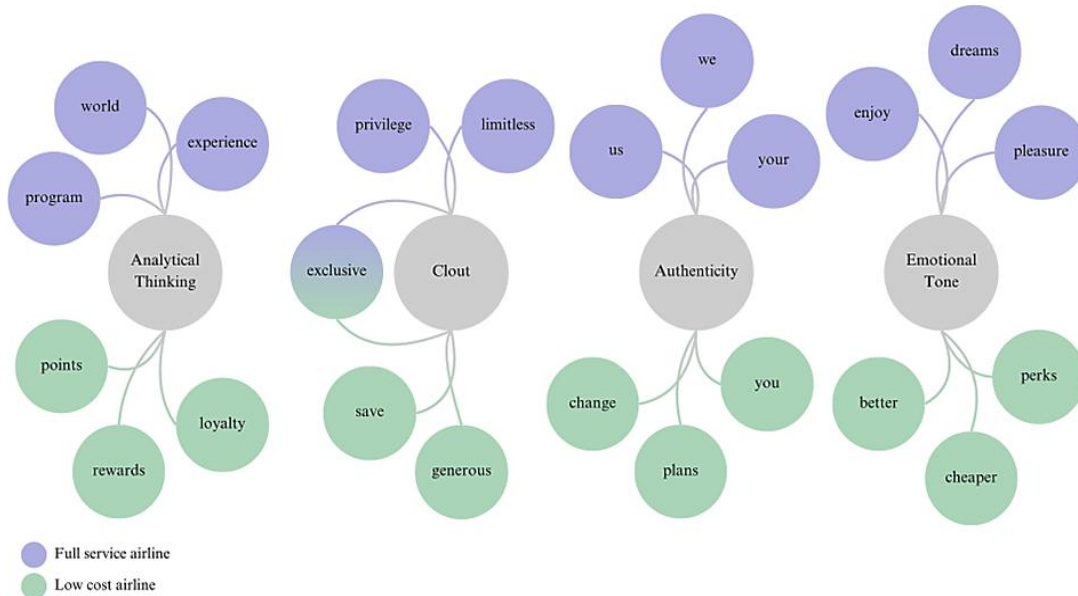 world
experience
program
Analytical
Thinking
points
loyalty
rewards
privilege
limitless
exclusive
Clout
save
generous
we
us
your
Authenticity
change
you
plans
dreams
enjoy
pleasure
Emotional
Tone
better
perks
cheaper
Full service airline
Low cost airline